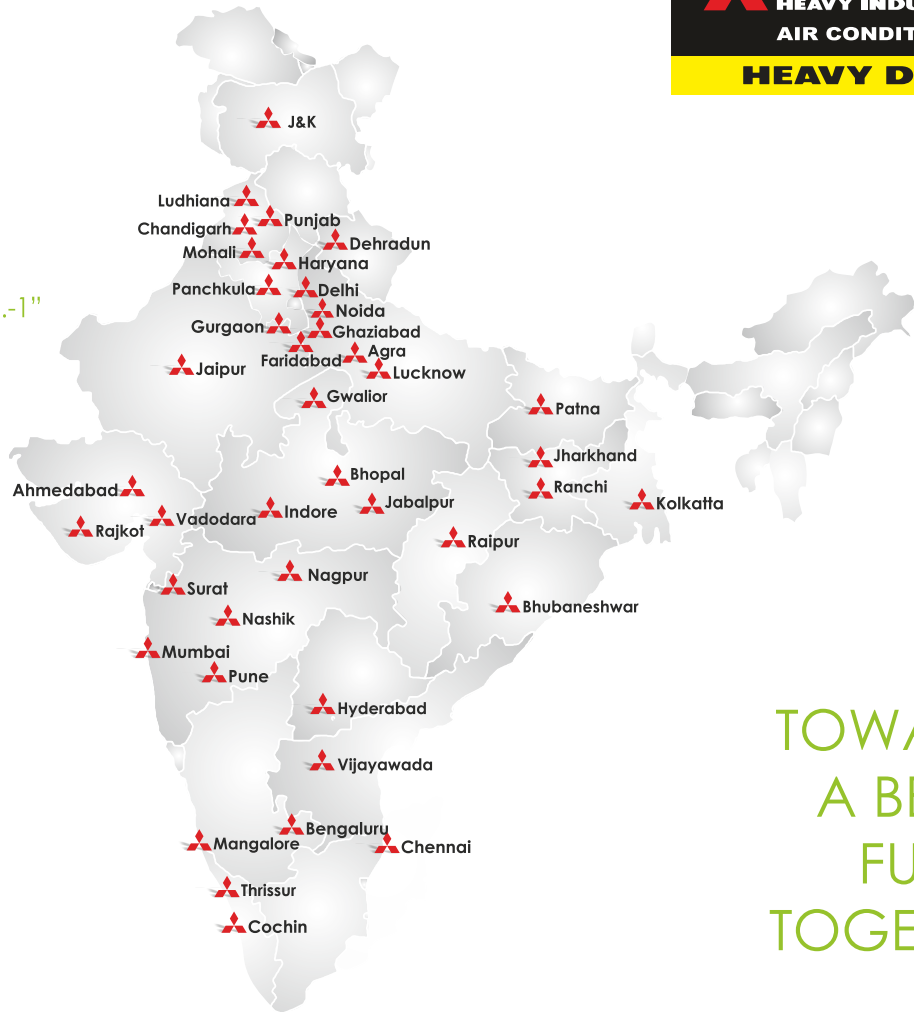 HEAVY INDU
AIR CONDIT
HEAVY D
J&K
Ludhiana
Punjab
Chandigarh
Dehradun
Mohali
Haryana
Panchkula
Delhi
.-1”
Noida
Gurgaon
Ghaziabad
Agra
Faridabad
Jaipur
Lucknow
Gwalior
Patna
Jharkhand
Bhopal
Ranchi
Ahmedabad
Jabalpur
Kolkatta
Indore
Vadodara
Rajkot
Raipur
Nagpur
Surat
Bhubaneshwar
Nashik
Mumbai
Pune
Hyderabad
TOWA
Vijayawada
A BE
Bengaluru
Mangalore
Chennai
FU
Thrissur
Cochin
TOGE